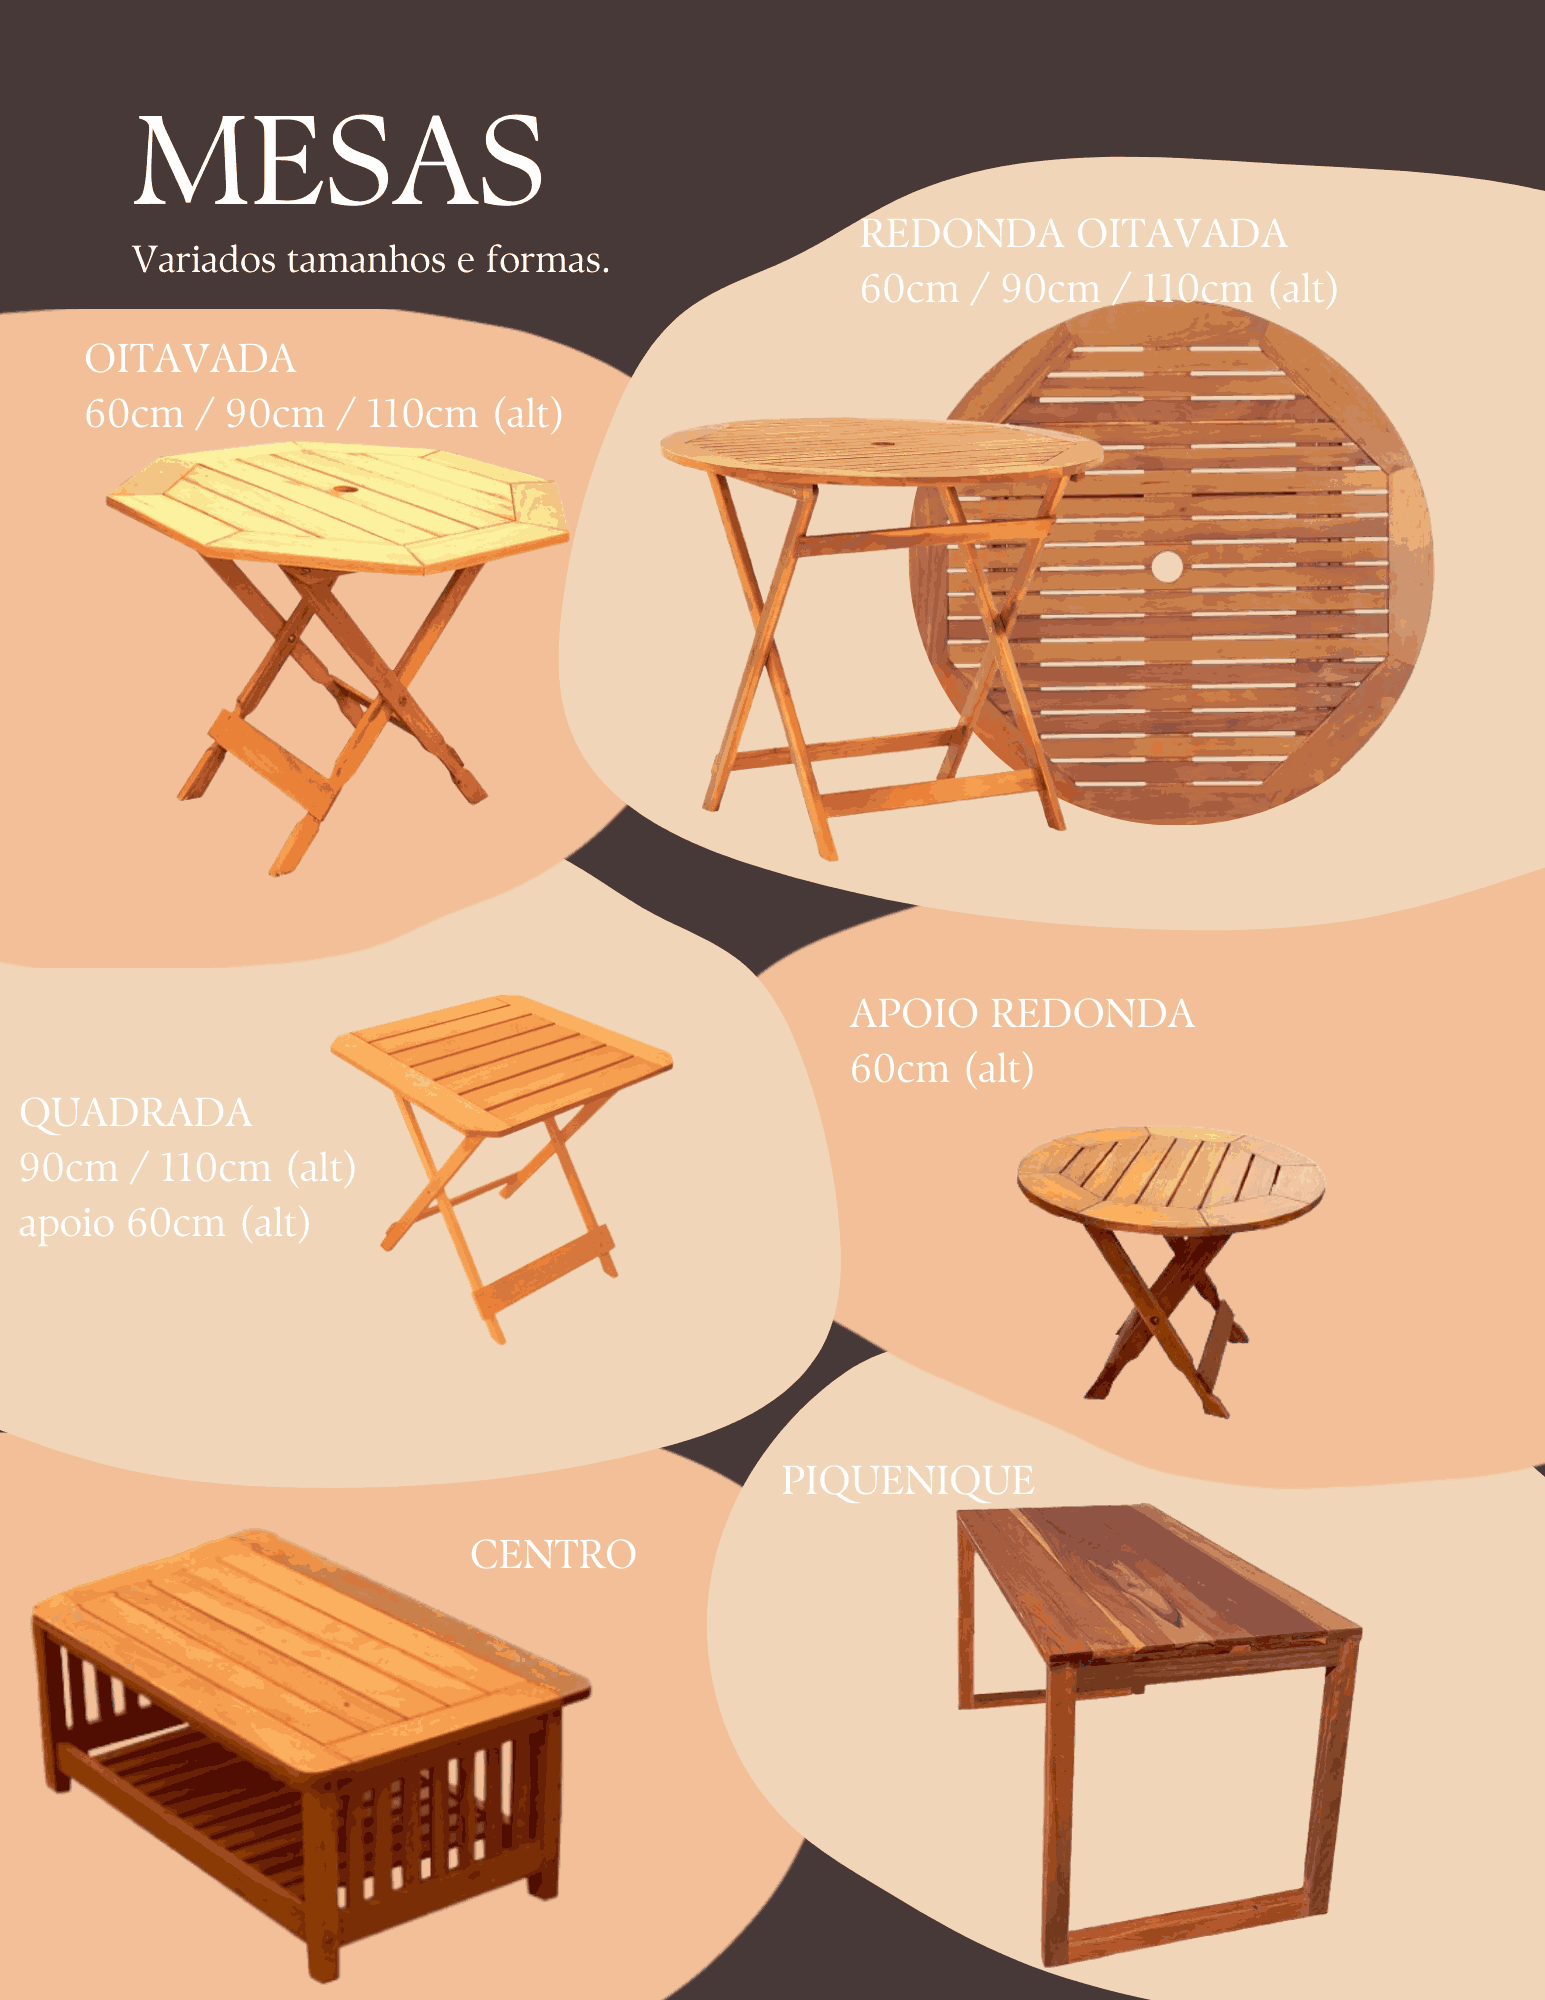 MESAS
Variados tamanhos e formas.
REDONDA OITAVADA
60cm / 90cm / 110cm (alt)
OITAVADA
60cm / 90cm / 110cm (alt)
APOIO REDONDA
60cm (alt)
QUADRADA
90cm / 110cm (alt)
apoio 60cm (alt)
PIQUENIQUE
CENTRO